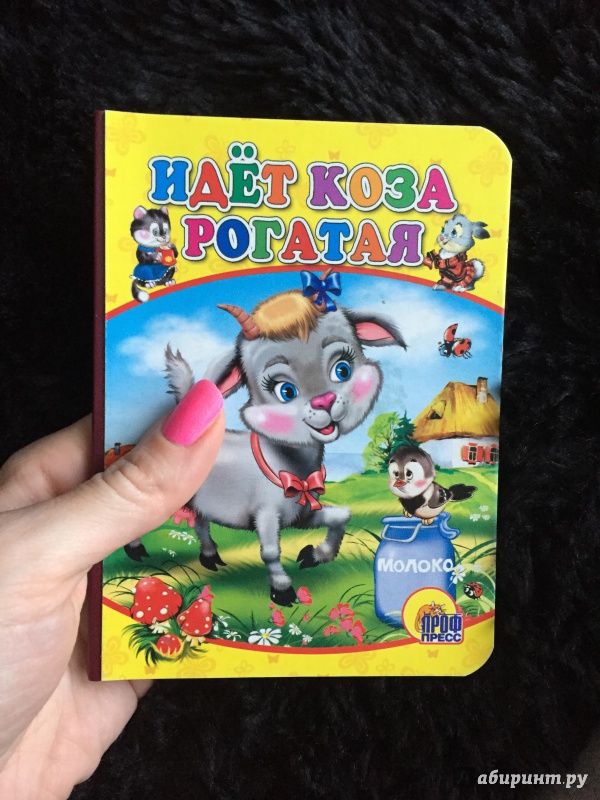 ИДЁТ КОЗА
РОГАТАЯ
МОЛОКО
ПРОФ
ПРЕСС
абиринт.ру